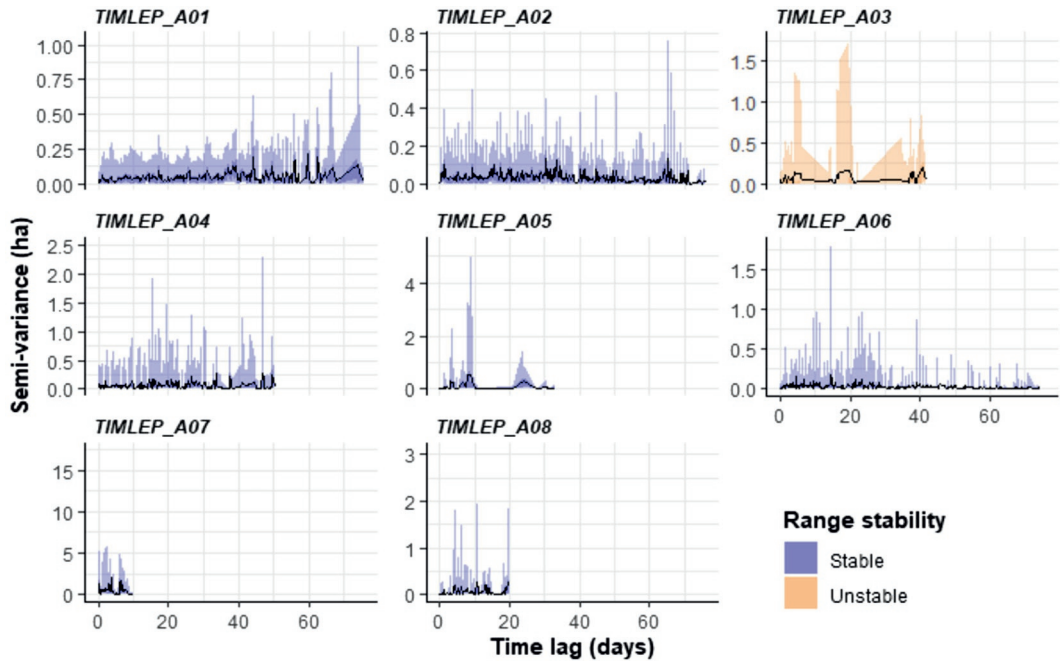 TIMLEP_A01 TIMLEP_A02 TIMLEP_A03
1.00 0.75 0.50 0.25 0.00
0.8 0.6 0.4 0.2 0.0
1.5 1.0 0.5 0.0
Semi-variance (ha)
TIMLEP_A04 TIMLEP_A05 TIMLEP_A06
2.5 2.0 1.5 1.0 0.5 0.0
4 2 0
1.5 1.0 0.5 0.0
0 20 40 60
TIMLEP_A07 TIMLEP_A08
15 10 5 0
3 2 1 0
0 20 40 60
0 20 40 60
Time lag (days)
Range stability
Stable
Unstable